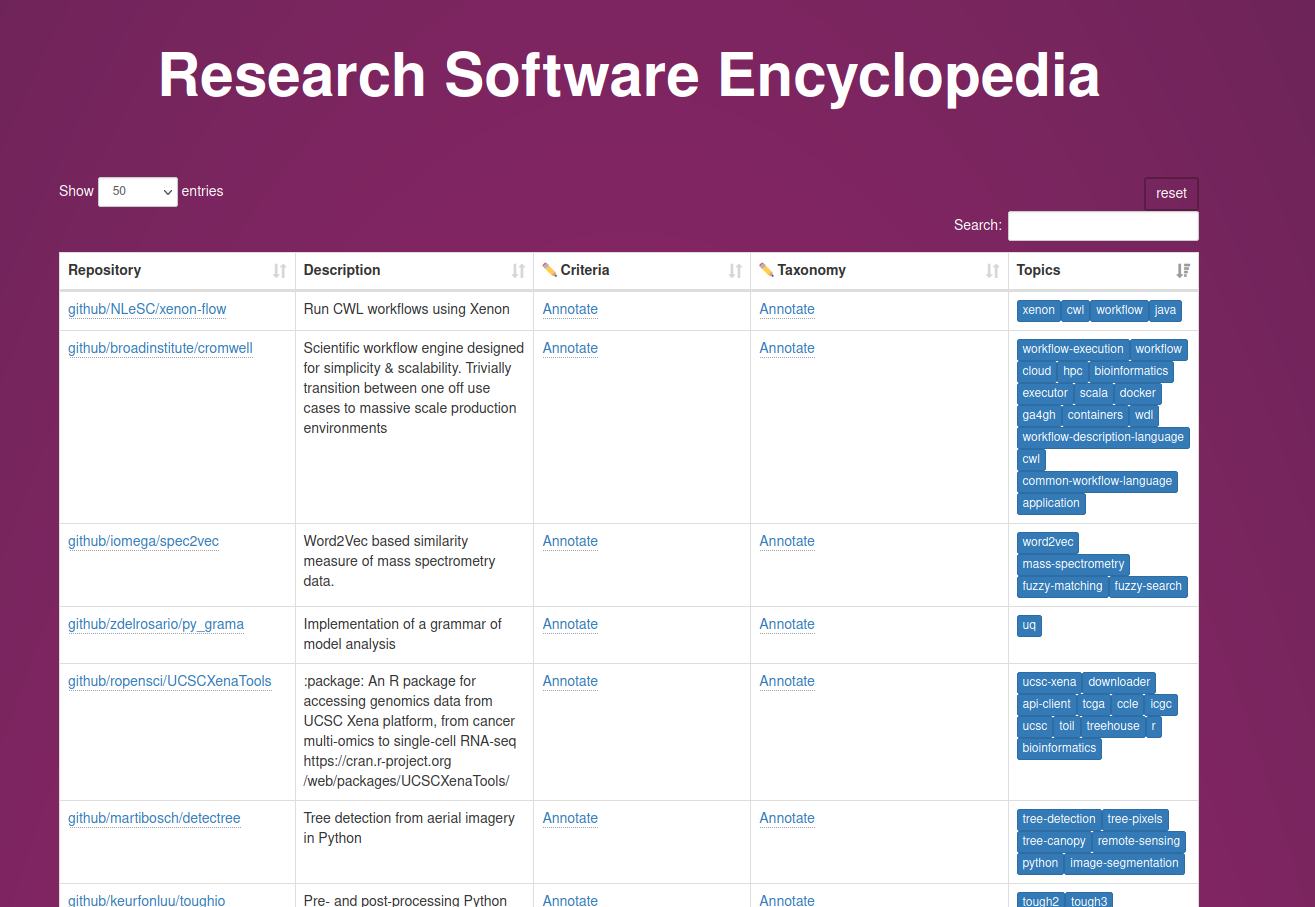 Research Software Encyclopedia
Show 50 entries
reset
Search:
Repository Description ✏️ Criteria ✏️ Taxonomy Topics
github/NLeSC/xenon-flow Run CWL workflows using Xenon Annotate Annotate xenon cwl workflow java
github/broadinstitute/cromwell Scientific workflow engine designed Annotate Annotate workflow-execution workflow
for simplicity & scalability. Trivially cloud hpc bioinformatics
transition between one off use executor scala docker
cases to massive scale production ga4gh containers wdl
environments workflow-description-language
cwl
common-workflow-language
application
github/iomega/spec2vec Word2Vec based similarity Annotate Annotate word2vec
measure of mass spectrometry mass-spectrometry
data. fuzzy-matching fuzzy-search
github/zdelrosario/py_grama Implementation of a grammar of Annotate Annotate uq
model analysis
github/ropensci/UCSCXenaTools :package: An R package for Annotate Annotate ucsc-xena downloader
accessing genomics data from api-client tcga ccle icgc
UCSC Xena platform, from cancer ucsc toil treehouse r
multi-omics to single-cell RNA-seq bioinformatics
https://cran.r-project.org
/web/packages/UCSCXenaTools/
github/martibosch/detectree Tree detection from aerial imagery Annotate Annotate tree-detection tree-pixels
in Python tree-canopy remote-sensing
python image-segmentation
github/keurfonluu/toughio Pre- and post-processing Python Annotate Annotate tough2 tough3